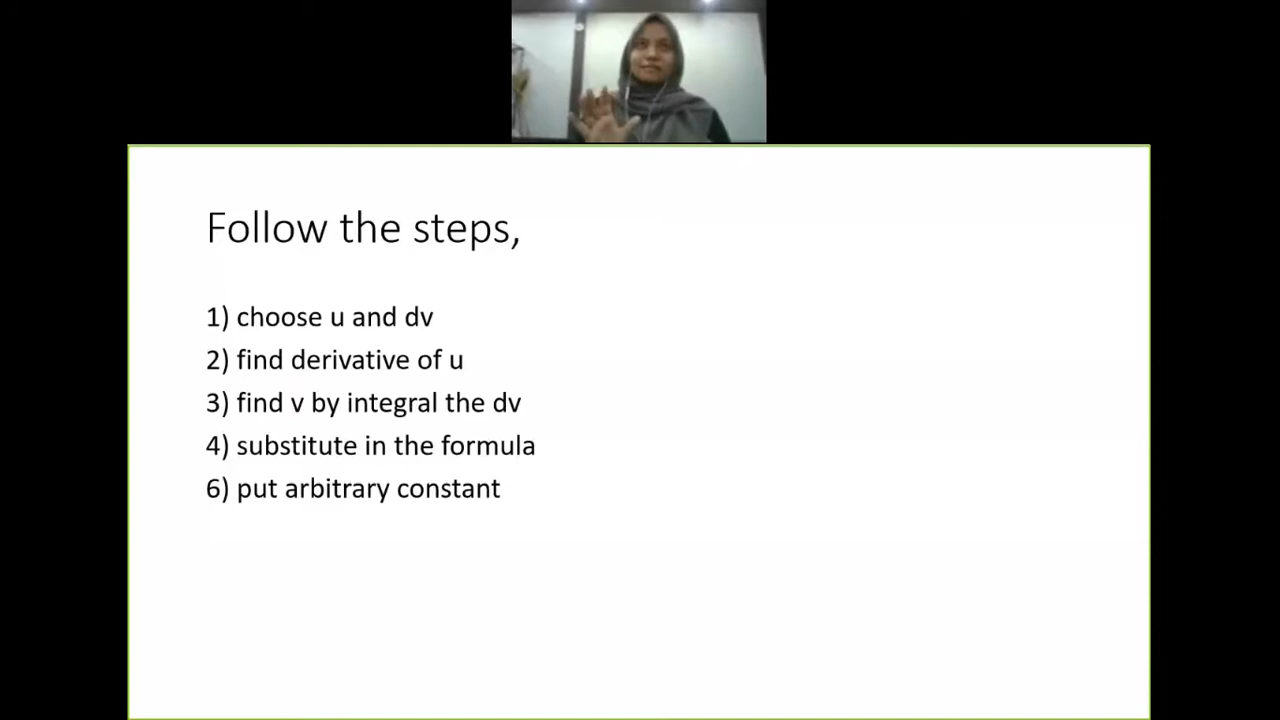 Follow the steps,
1) choose u and dv
2) find derivative of u
3) find v by integral the dv
4) substitute in the formula
6) put arbitrary constant